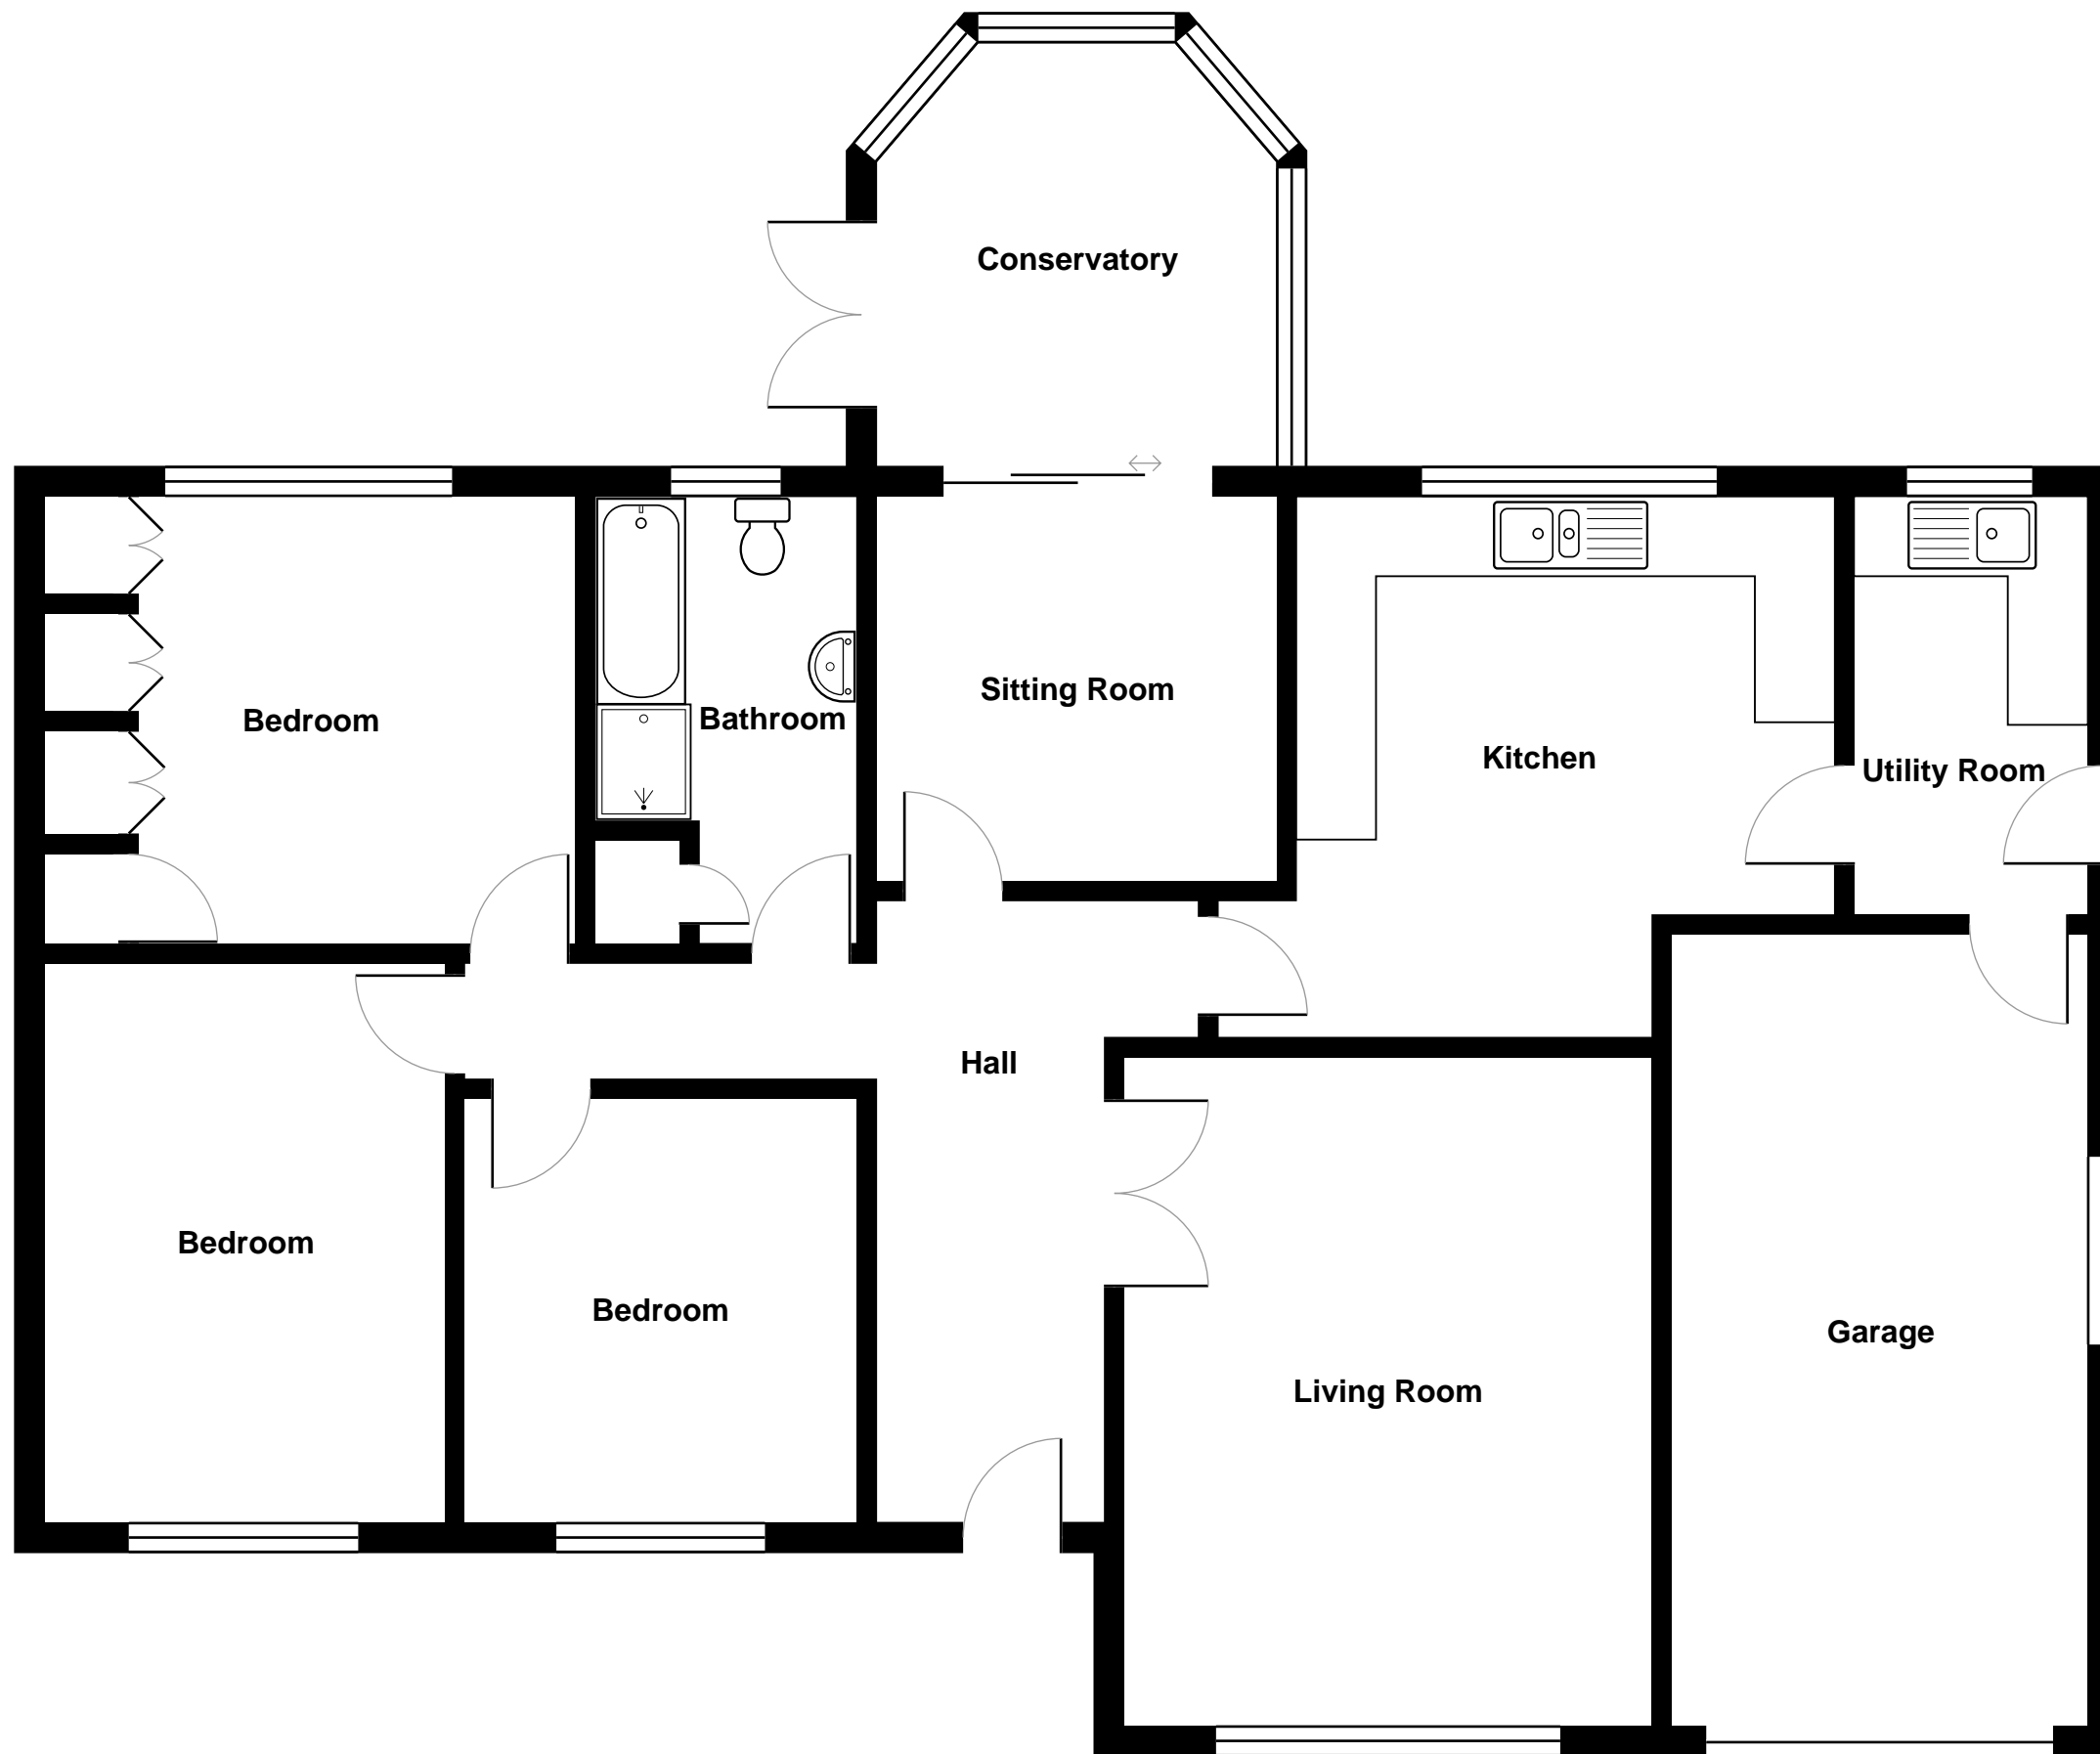 Conservatory
Sitting Room
Bedroom
Bathroom
Kitchen
Utility Room
Hall
Bedroom
Bedroom
Garage
Living Room